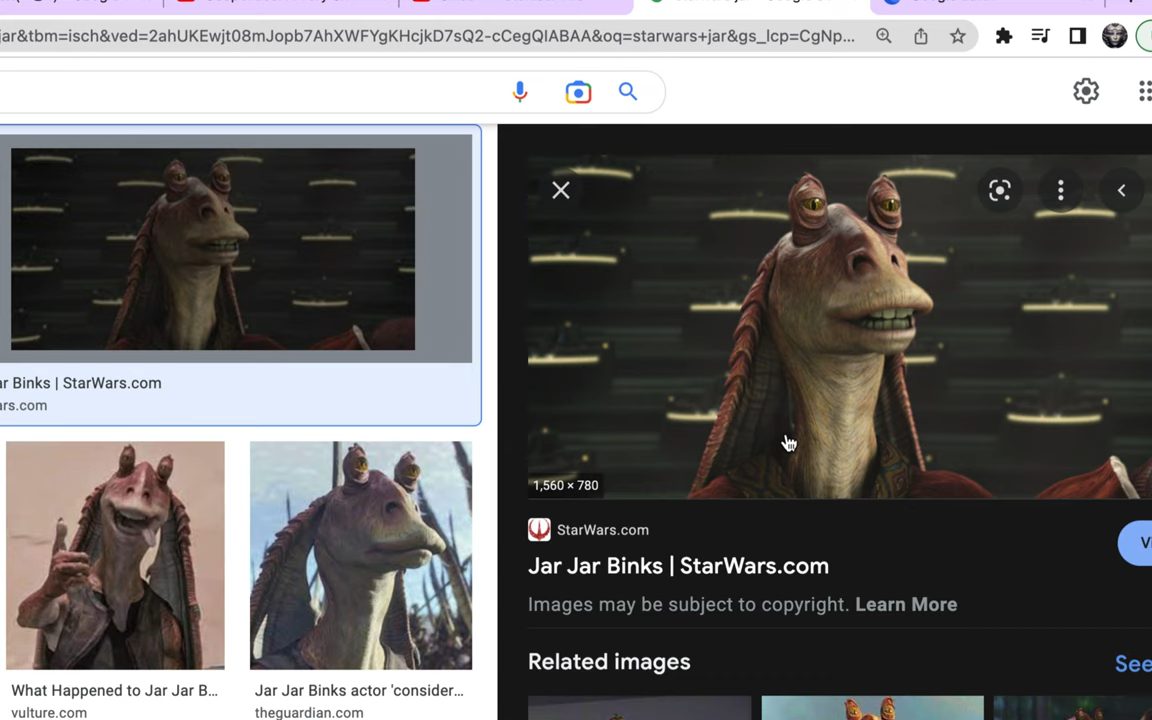 jar&tbm=isch&ved=2ahUKEwjt08mJopb7AhXWFYgKHcjkD7sQ2-cCegQIABAA&oq=starwars+jar&gs_lcp=CgNp...
ar Binks | StarWars.com
ars.com
What Happened to Jar Jar B...
vulture.com
Jar Jar Binks actor 'consider...
theguardian.com
1,560 × 780
StarWars.com
Jar Jar Binks | StarWars.com
Images may be subject to copyright. Learn More
Related images
See